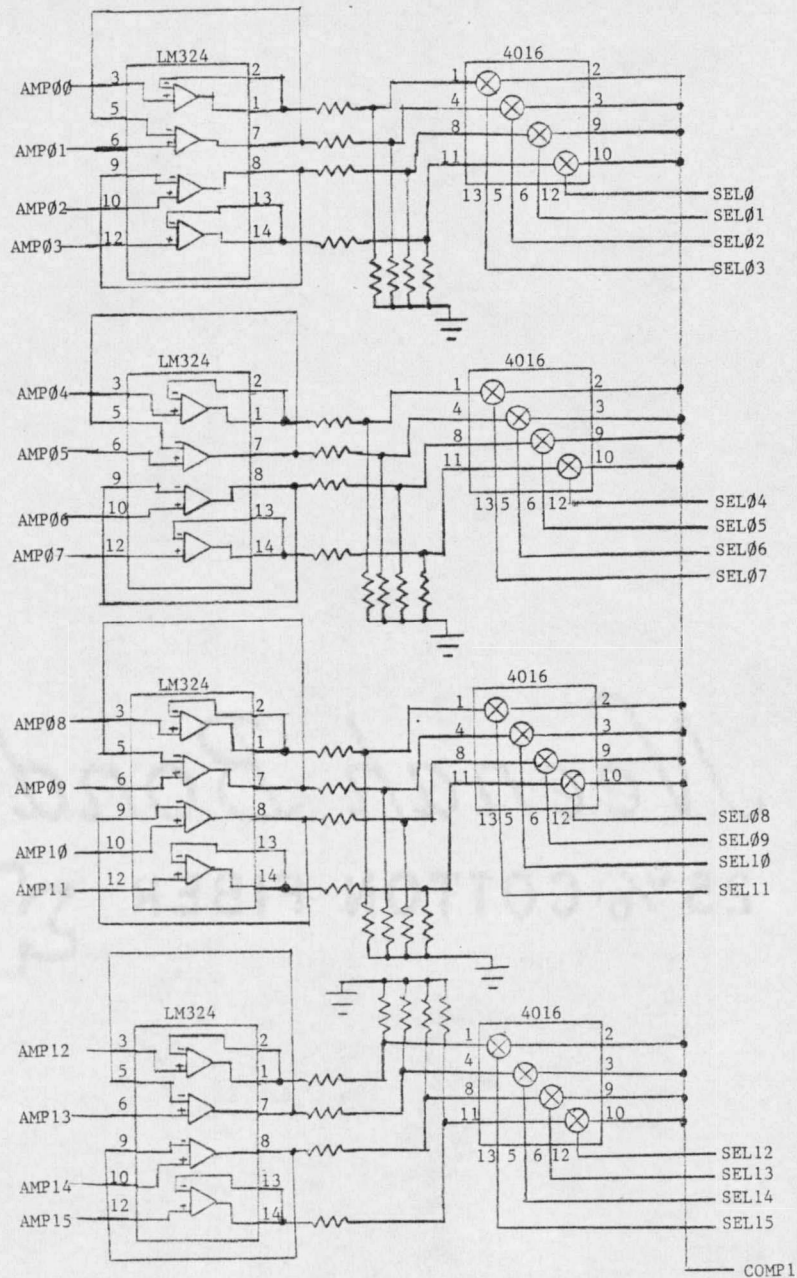 LM324
4016
AMPØ0 3 2 1 1 2
5 4 3
AMPØ1 6 7 8 9
9 8 11 10
AMPØ2 10 13 13 5 6 12
AMPØ3 12 14
SELØ
SELØ1
SELØ2
SELØ3
LM324
4016
AMPØ4 3 2 1 1 2
5 4 3
AMPØ5 6 7 8 9
9 8 11 10
AMPØ6 10 13 13 5 6 12
AMPØ7 12 14
SELØ4
SELØ5
SELØ6
SELØ7
LM324
4016
AMPØ8 3 2 1 1 2
5 4 3
AMPØ9 6 7 8 9
9 8 11 10
AMP1Ø 10 13 13 5 6 12
AMP11 12 14
SELØ8
SELØ9
SEL1Ø
SEL11
25% COTTON FIBER
LM324
4016
AMP12 3 2 1 1 2
5 4 3
AMP13 6 7 8 9
9 8 11 10
AMP14 10 13 13 5 6 12
AMP15 12 14
SEL12
SEL13
SEL14
SEL15
COMP1